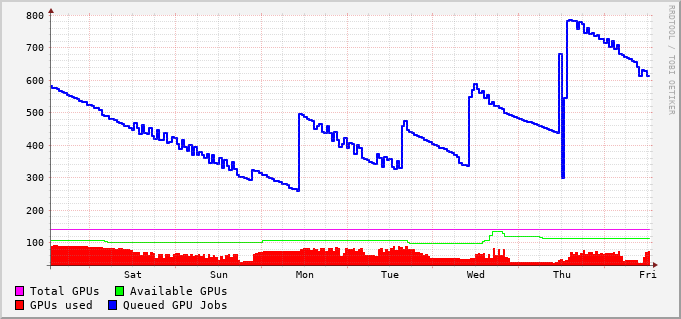 800
700
600
500
400
300
200
100
Sat Sun Mon Tue Wed Thu Fri
Total GPUs Available GPUs
GPUs used Queued GPU Jobs
RRDTOOL / TOBI OETIKER